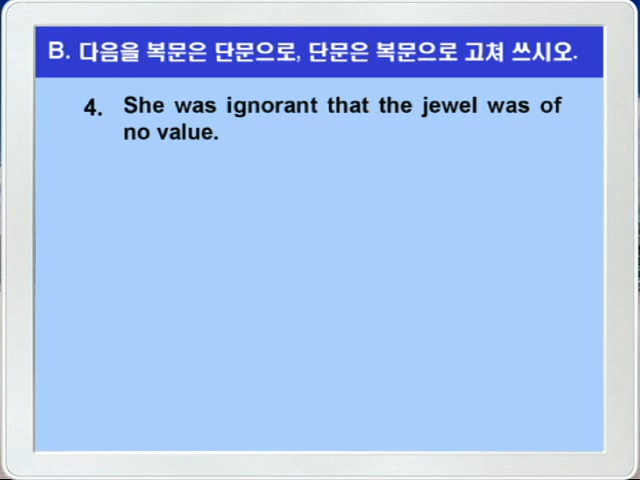 B. 다음을 복문은 단문으로, 단문은 복문으로 고쳐 쓰시오.
4. She was ignorant that the jewel was of
no value.